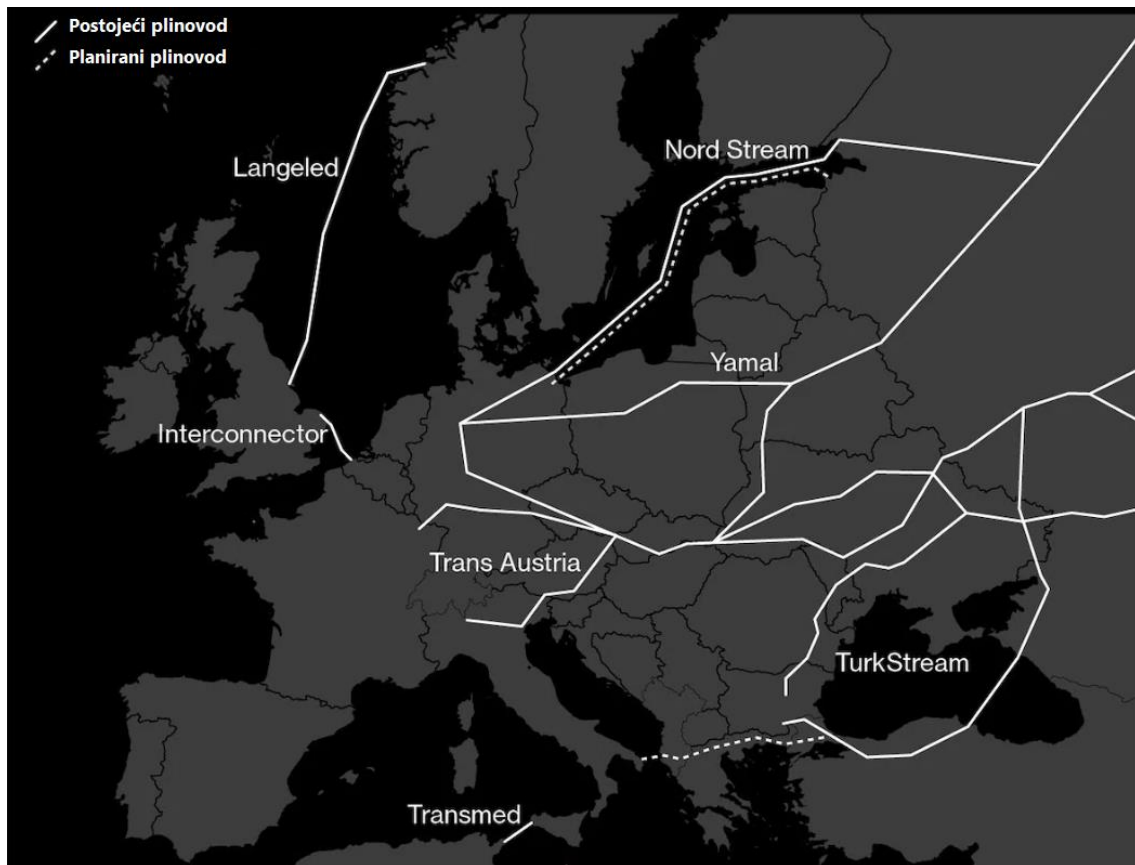 Postojeći plinovod
Planirani plinovod
Nord Stream
Langeled
Yamal
Interconnector
Trans Austria
TurkStream
Transmed